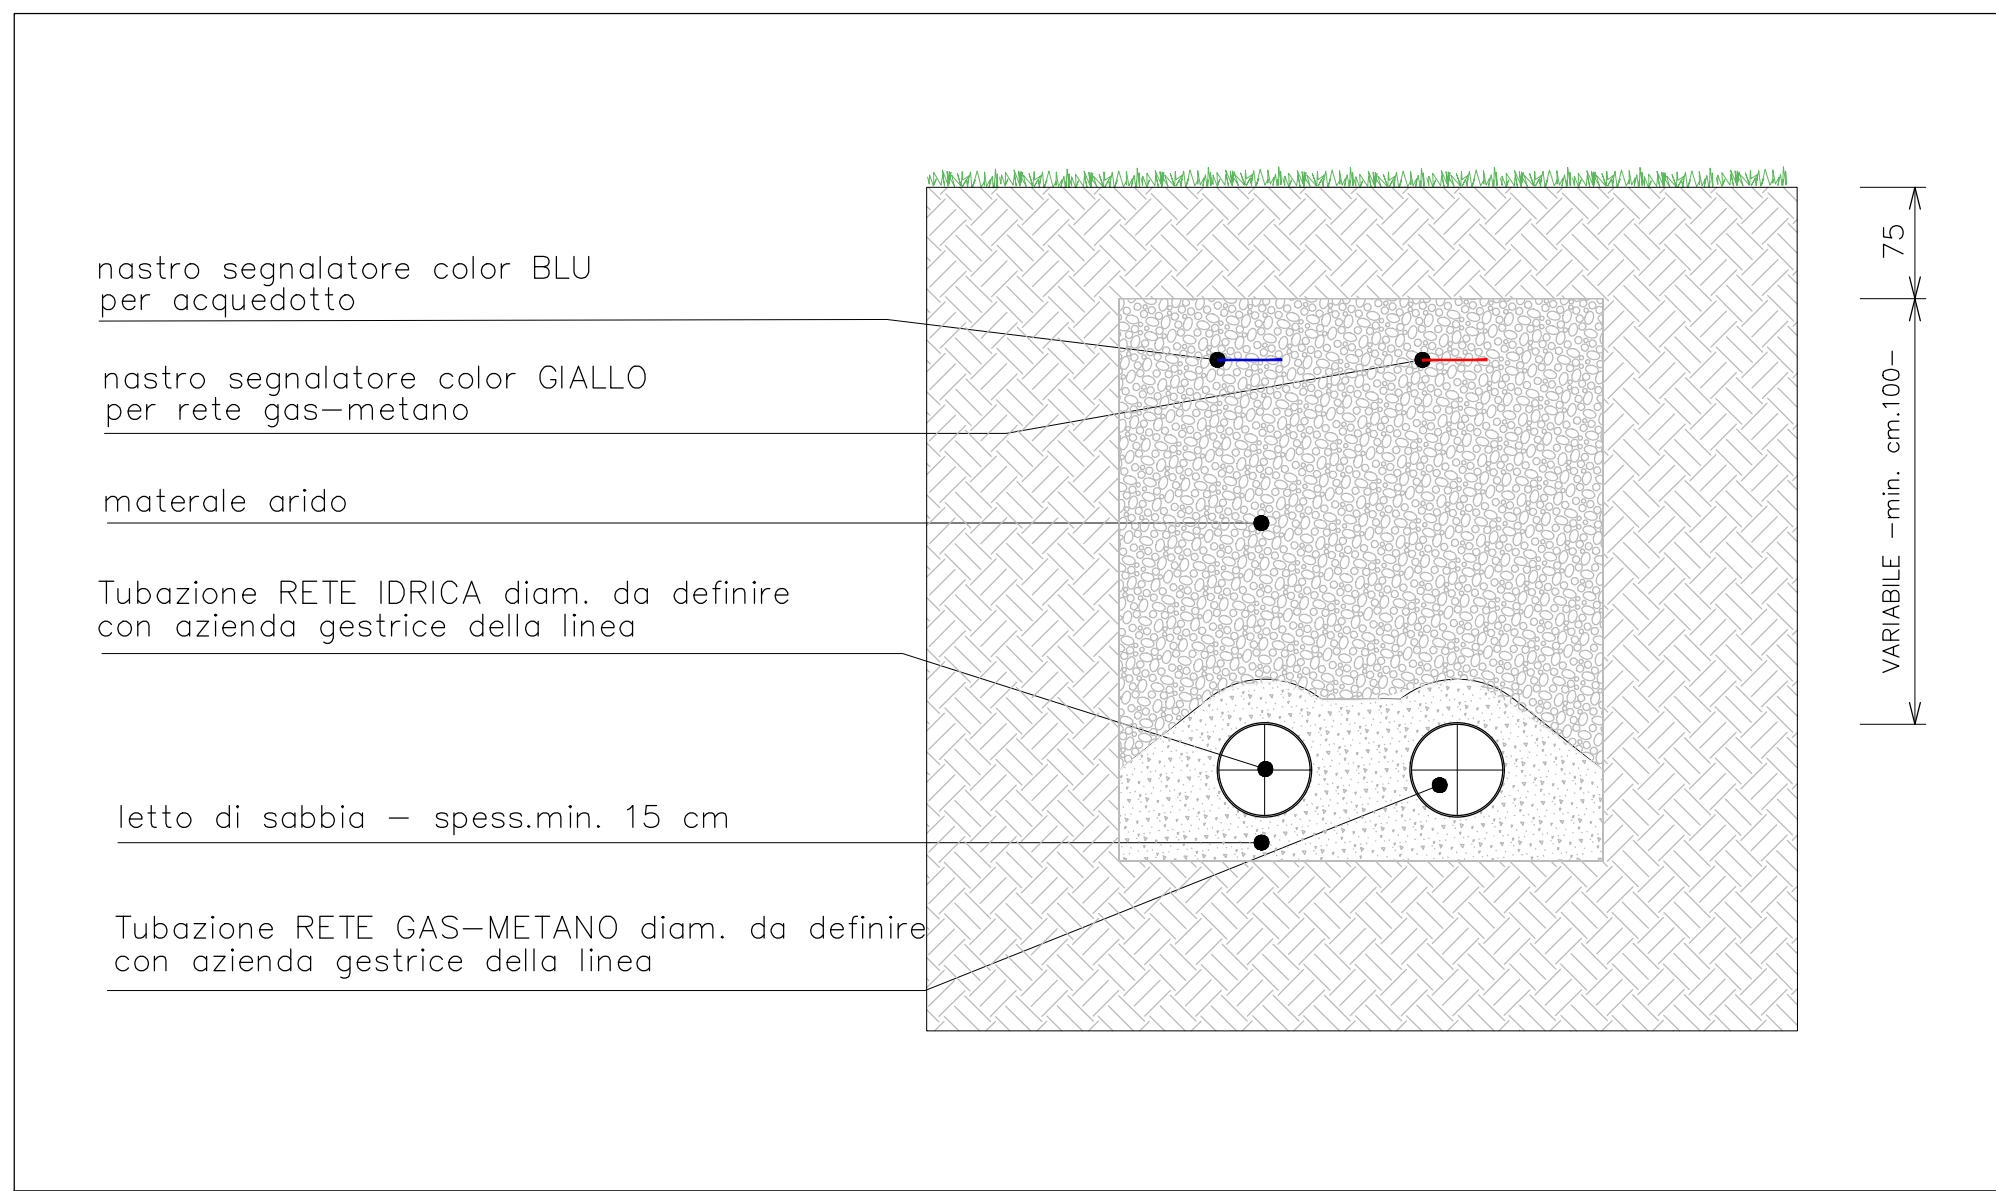 nastro segnalatore color BLU
per acquedotto
nastro segnalatore color GIALLO
per rete gas-metano
materale arido
Tubazione RETE IDRICA diam. da definire
con azienda gestrice della linea
letto di sabbia - spess.min. 15 cm
Tubazione RETE GAS-METANO diam. da definire
con azienda gestrice della linea
75
VARIABILE -min. cm.100-